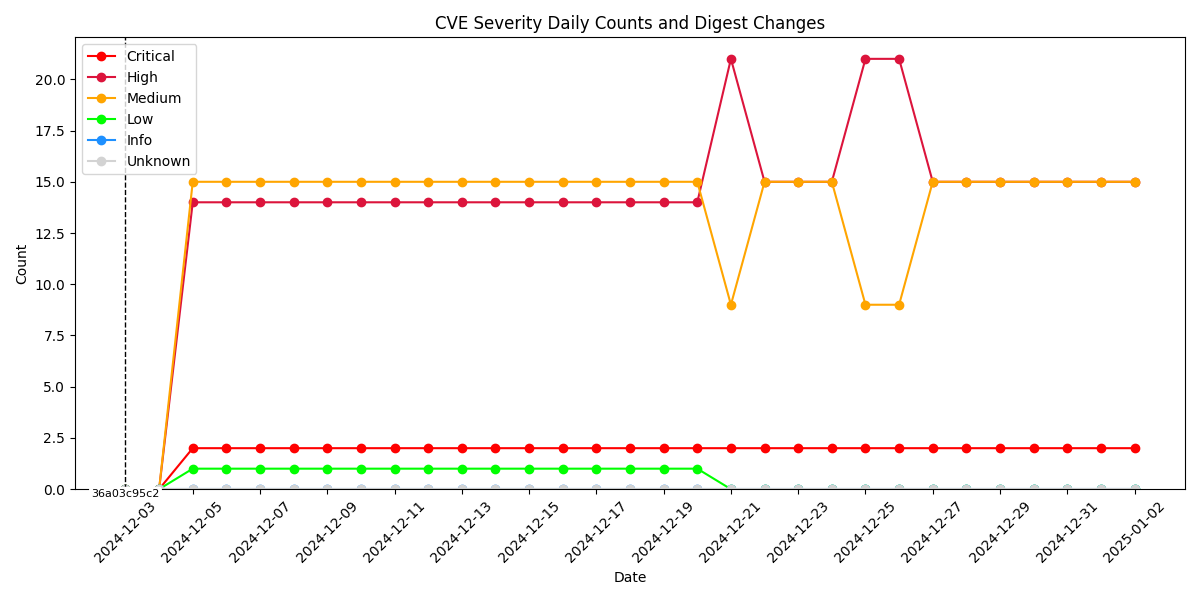 CVE Severity Daily Counts and Digest Changes
Critical
High
Medium
Low
Info
Unknown
Count
20.0
17.5
15.0
12.5
10.0
7.5
5.0
2.5
0.0
36a03c95c2
2024-12-03
2024-12-05
2024-12-07
2024-12-09
2024-12-11
2024-12-13
2024-12-15
2024-12-17
2024-12-19
2024-12-21
2024-12-23
2024-12-25
2024-12-27
2024-12-29
2024-12-31
2025-01-02
Date